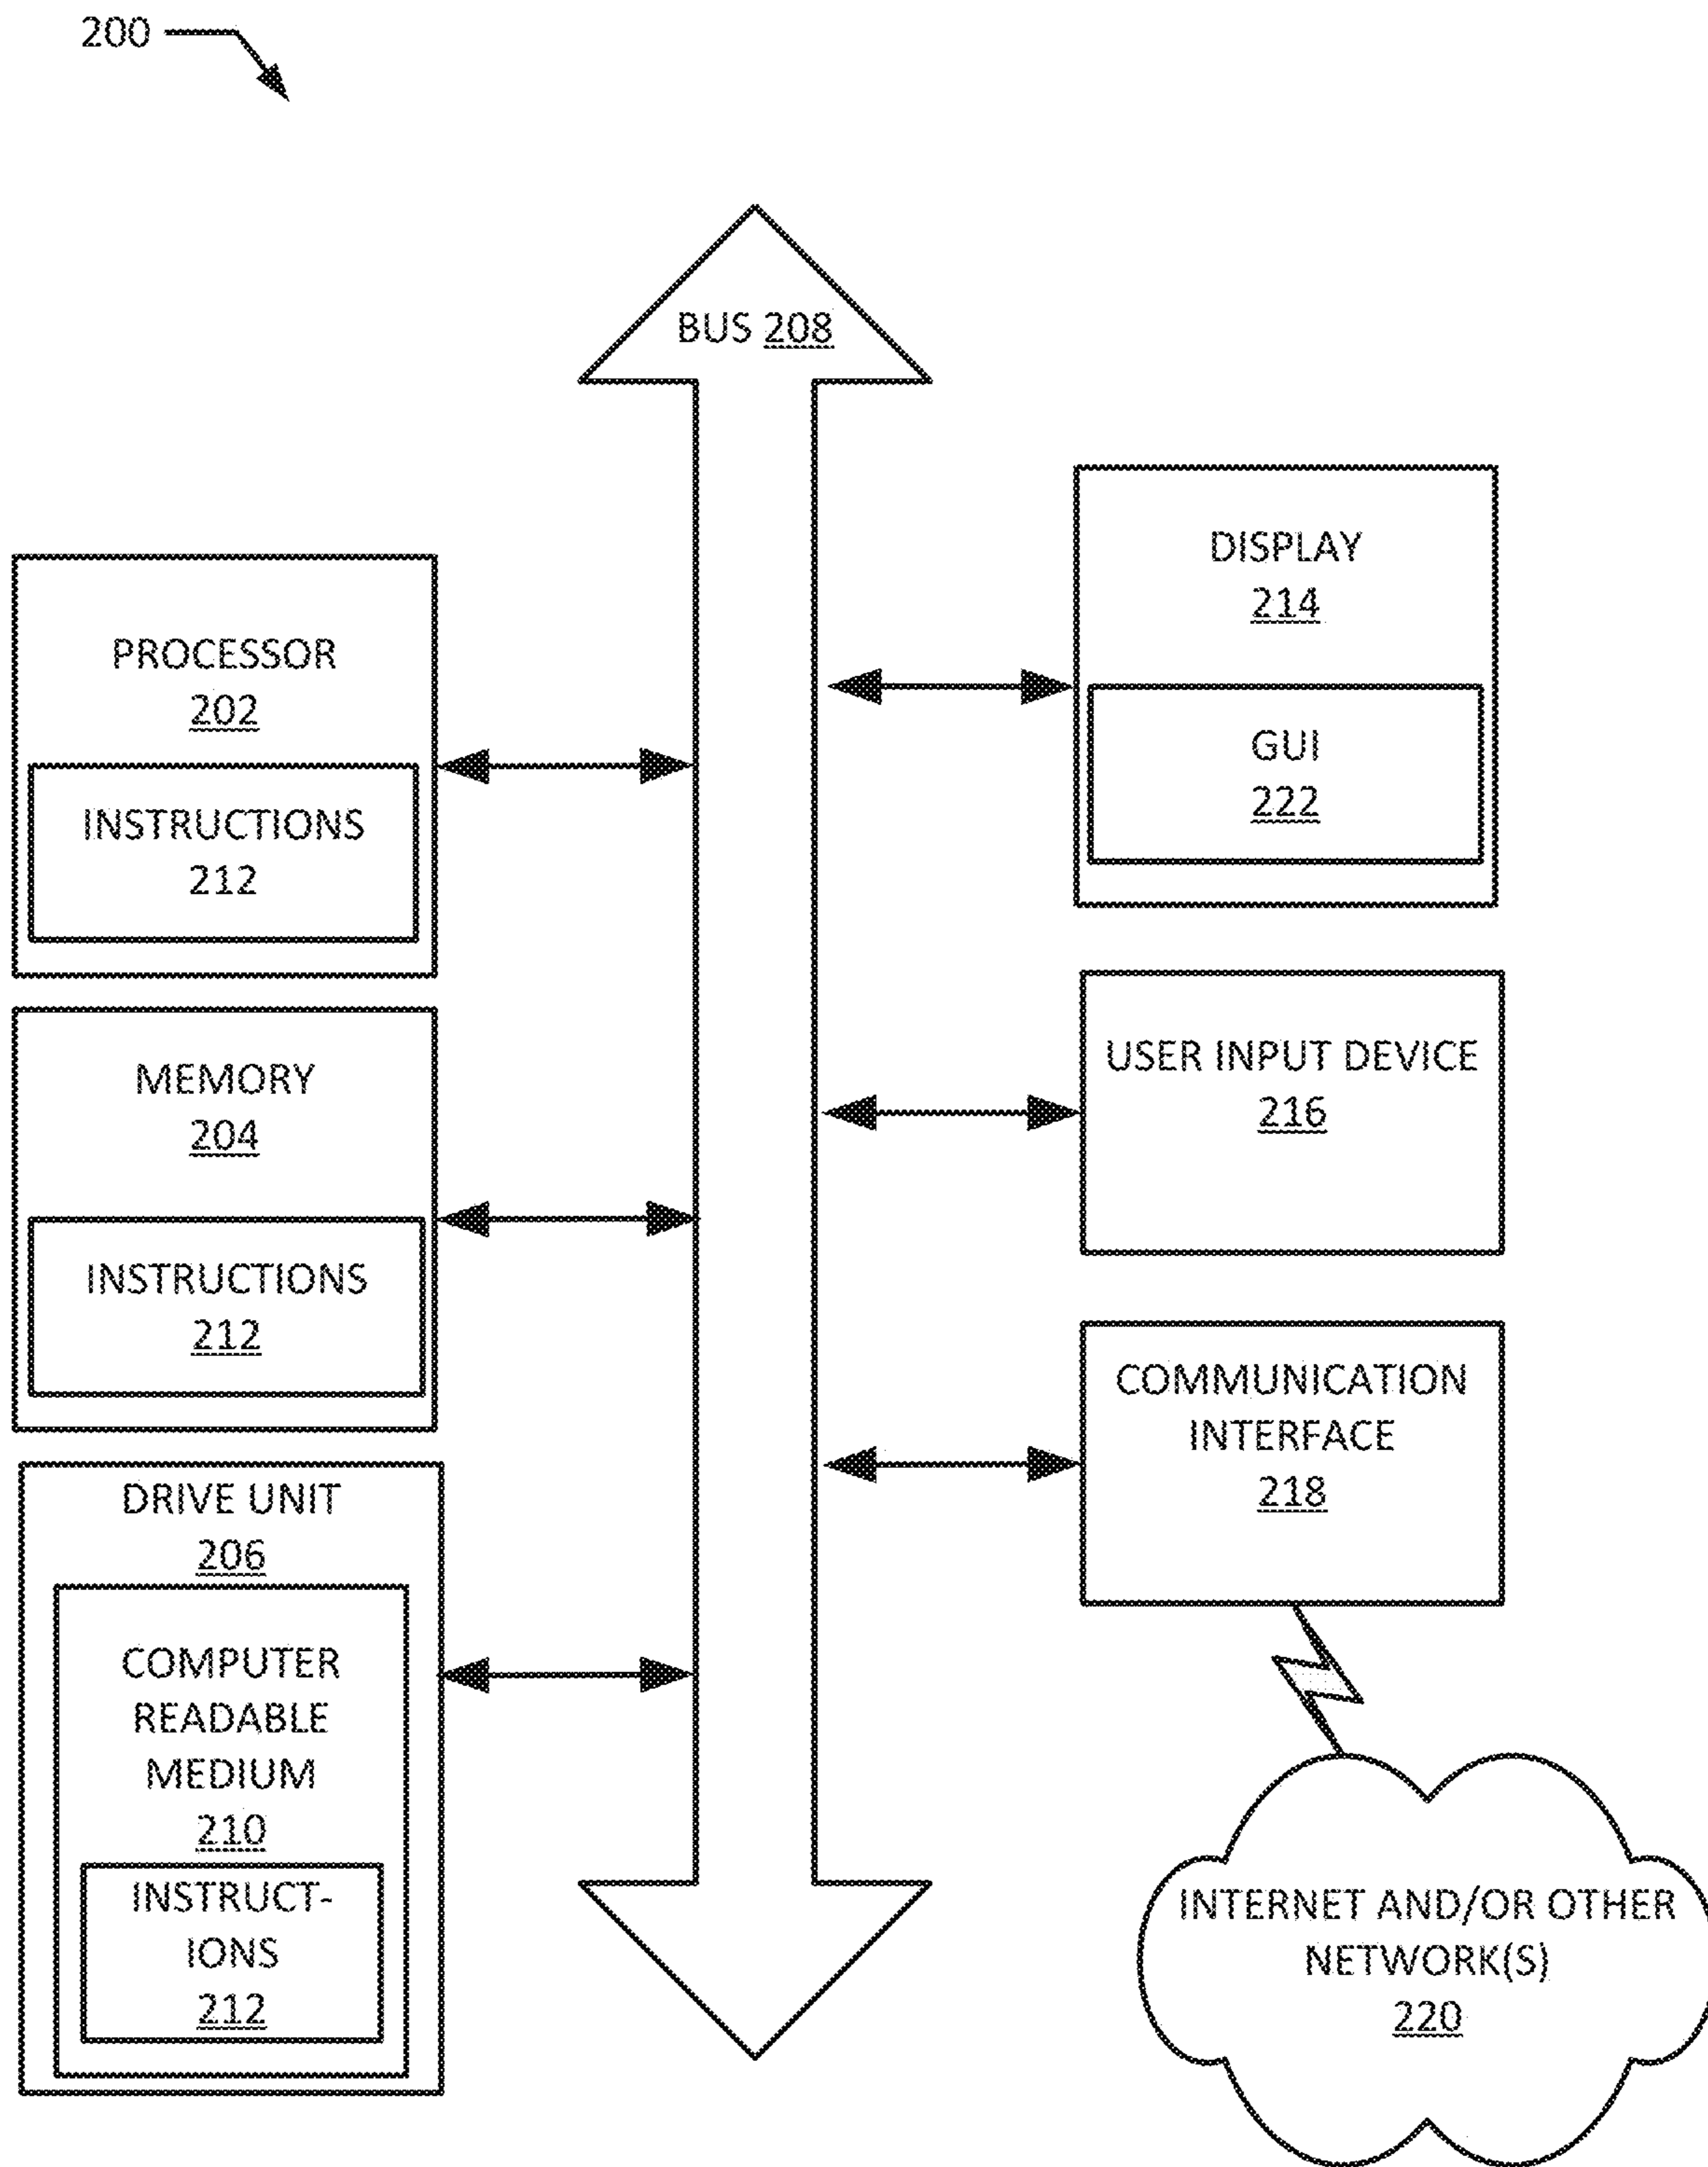 200
BUS 208
PROCESSOR
202
INSTRUCTIONS
212
MEMORY
204
INSTRUCTIONS
212
DRIVE UNIT
206
COMPUTER
READABLE
MEDIUM
210
INSTRUCT-
IONS
212
DISPLAY
214
GUI
222
USER INPUT DEVICE
216
COMMUNICATION
INTERFACE
218
INTERNET AND/OR OTHER
NETWORK(S)
220